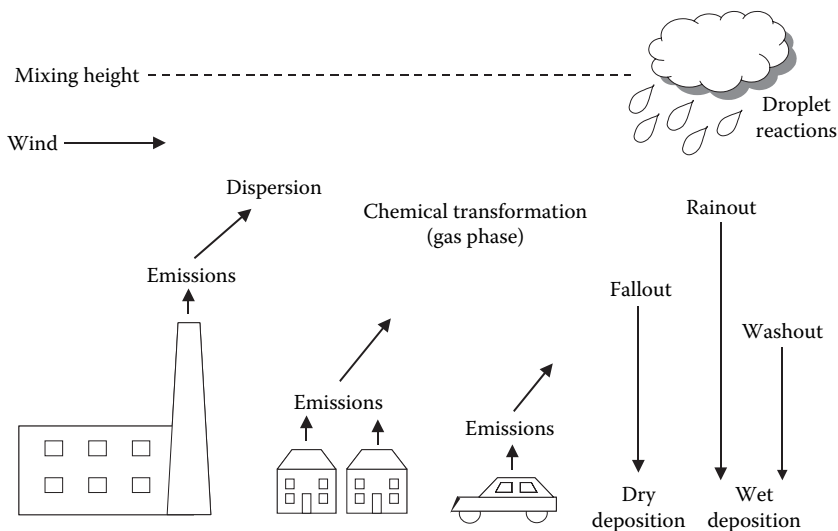 Mixing height
Droplet
reactions
Wind
Dispersion
Chemical transformation
(gas phase)
Rainout
Emissions
Fallout
Washout
Emissions
Emissions
Dry
deposition
Wet
deposition